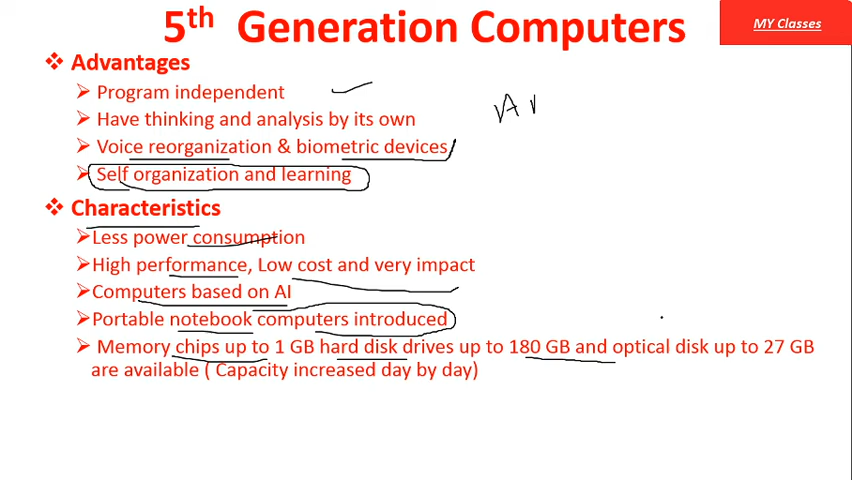 5th Generation Computers
MY Classes
❖ Advantages
➢ Program independent
➢ Have thinking and analysis by its own
➢ Voice reorganization & biometric devices
➢ Self organization and learning
❖ Characteristics
➢ Less power consumption
➢ High performance, Low cost and very impact
➢ Computers based on AI
➢ Portable notebook computers introduced
➢ Memory chips up to 1 GB hard disk drives up to 180 GB and optical disk up to 27 GB
are available ( Capacity increased day by day)